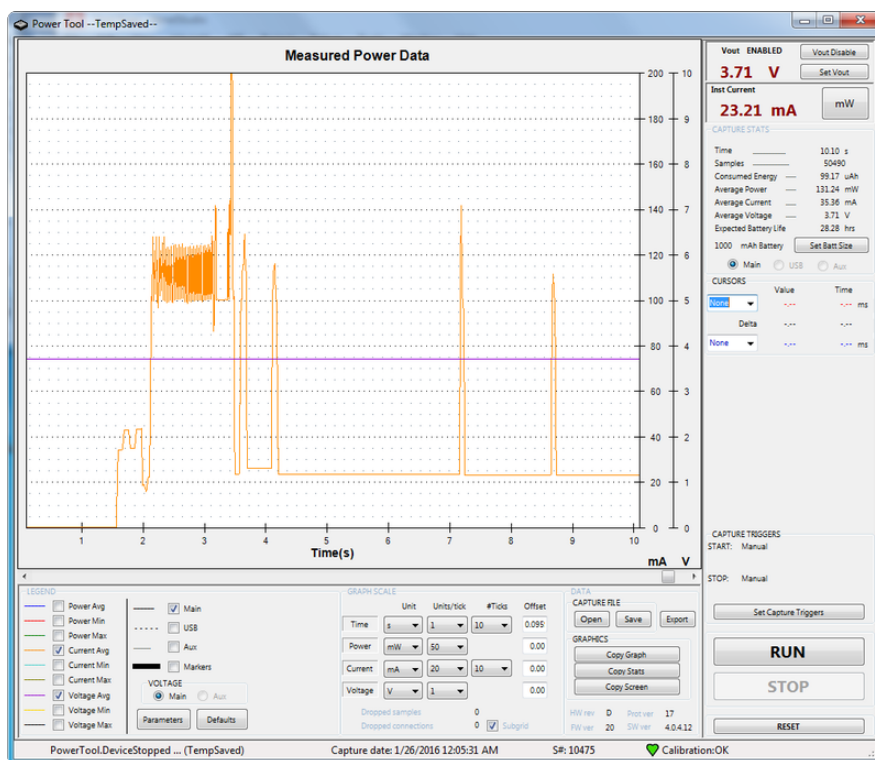 Power Tool --TempSaved--
Measured Power Data
200 10
180 9
160 8
140 7
120 6
100 5
80 4
60 3
40 2
20 1
0 0
1 2 3 4 5 6 7 8 9 10
Time(s)
mA V
Vout ENABLED
Vout Disable
3.71 V
Set Vout
Inst Current
23.21 mA
mW
CAPTURE STATS
Time 10.10 s
Samples 50490
Consumed Energy 99.17 uAh
Average Power 131.24 mW
Average Current 35.36 mA
Average Voltage 3.71 V
Expected Battery Life 28.28 hrs
1000 mAh Battery Set Batt Size
Main USB Aux
CURSORS
Value Time
None -.-- -.-- ms
Delta -.-- -.--
None -.-- -.-- ms
CAPTURE TRIGGERS
START: Manual
STOP: Manual
Set Capture Triggers
RUN
STOP
RESET
LEGEND
Power Avg
Power Min
Power Max
Current Avg
Current Min
Current Max
Voltage Avg
Voltage Min
Voltage Max
Main
USB
Aux
Markers
VOLTAGE
Main Aux
Parameters Defaults
GRAPH SCALE
Unit Units/tick #Ticks Offset
Time s 1 10 0.095
Power mW 50 0.00
Current mA 20 10 0.00
Voltage V 1 0.00
Dropped samples 0
Dropped connections 0 Subgrid
DATA
CAPTURE FILE
Open Save Export
GRAPHICS
Copy Graph
Copy Stats
Copy Screen
HW rev D Prot ver 17
FW ver 20 SW ver 4.0.4.12
PowerTool.DeviceStopped ... (TempSaved) Capture date: 1/26/2016 12:05:31 AM S#: 10475 Calibration:OK